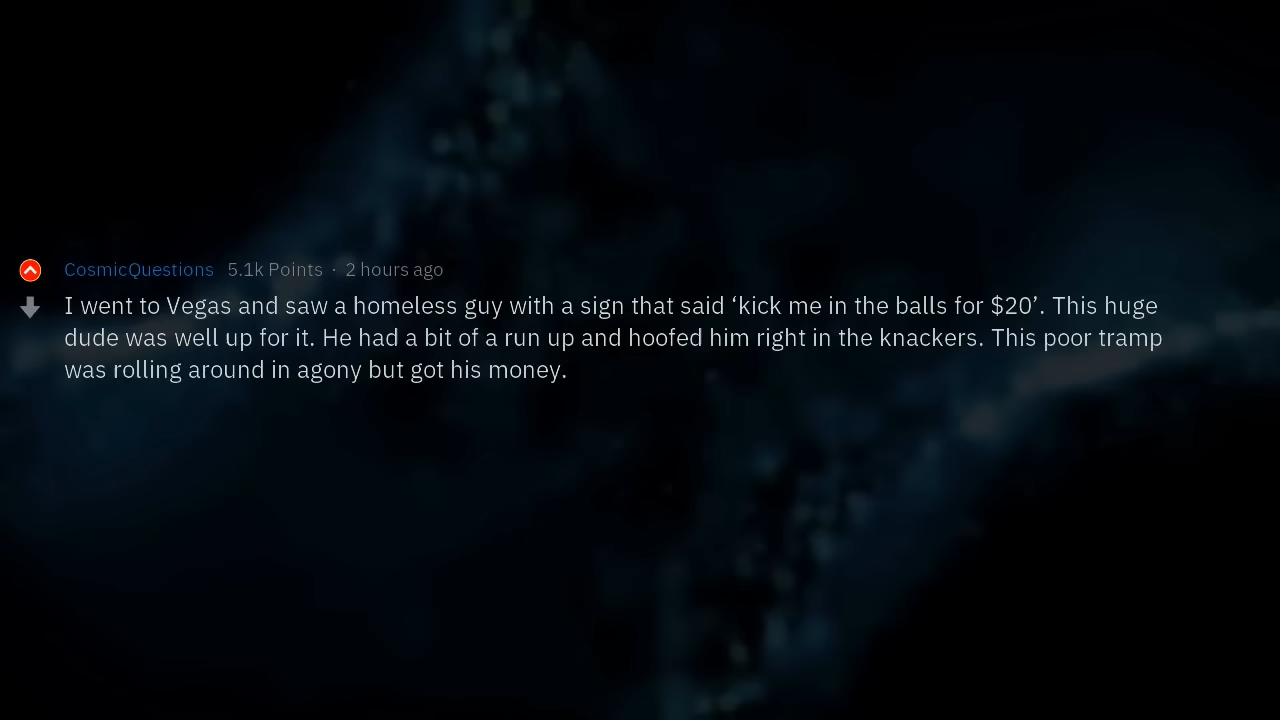 CosmicQuestions 5.1k Points · 2 hours ago
I went to Vegas and saw a homeless guy with a sign that said ‘kick me in the balls for $20’. This huge
dude was well up for it. He had a bit of a run up and hoofed him right in the knackers. This poor tramp
was rolling around in agony but got his money.